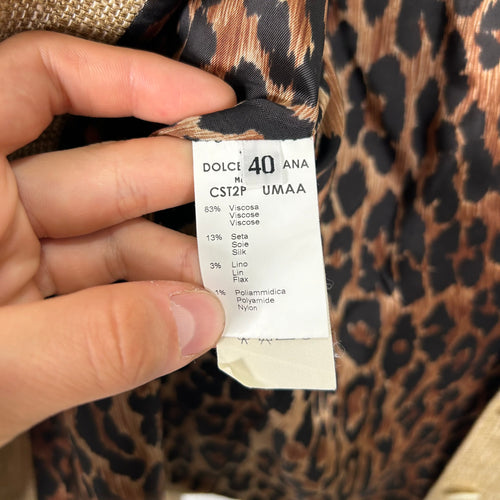 DOLCE 40 ANA
CST2P UMAA
83% Viscosa
Viscose
Viscose
13% Seta
Soie
Silk
3% Lino
Lin
Flax
1% Poliammidica
Polyamide
Nylon